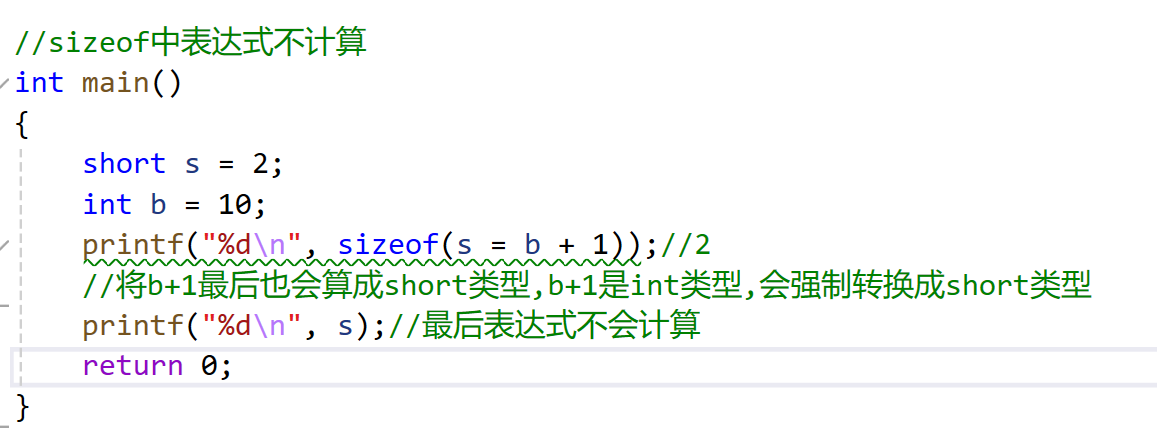 //sizeof中表达式不计算
int main()
{
    short s = 2;
    int b = 10;
    printf("%d\n", sizeof(s = b + 1));//2
    //将b+1最后也会算成short类型,b+1是int类型,会强制转换成short类型
    printf("%d\n", s);//最后表达式不会计算
    return 0;
}